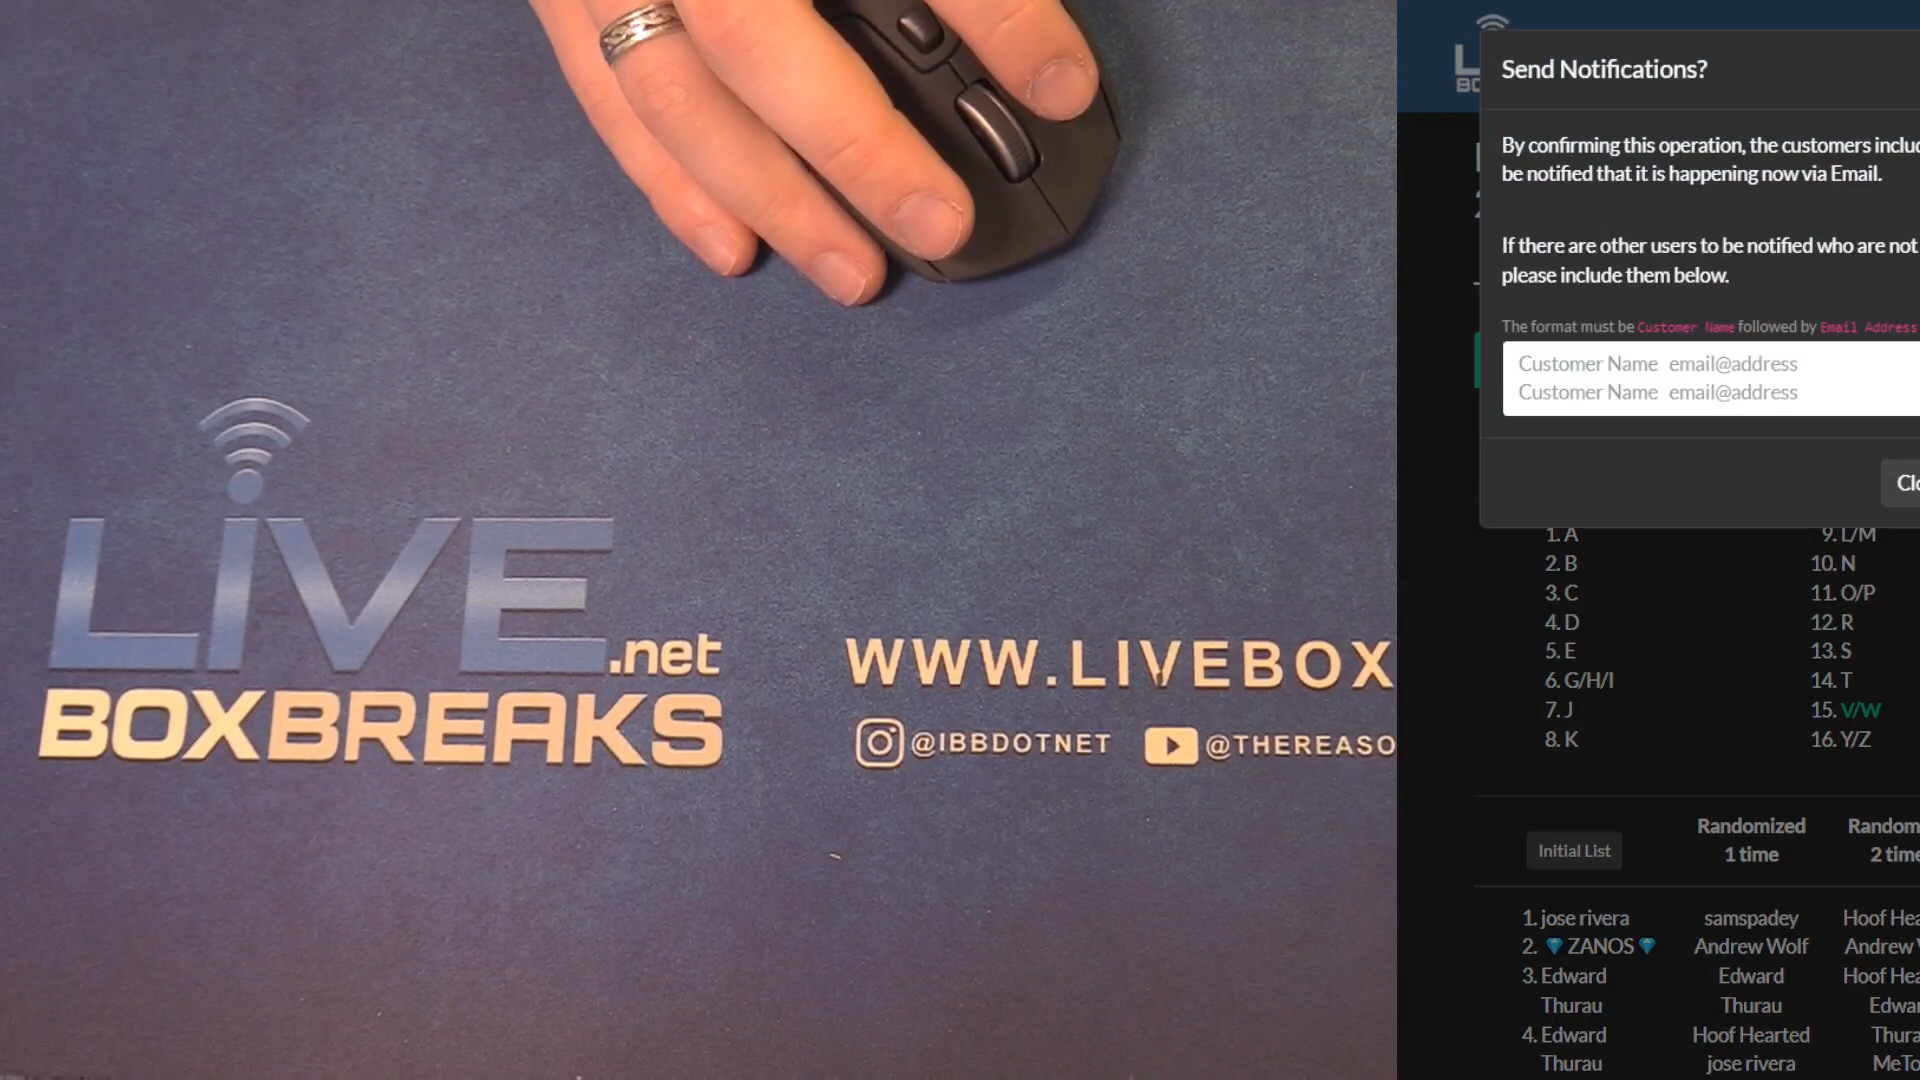 LIVE
.net
BOXBREAKS
WWW.LIVEBOX
@IBBDOTNET
@THEREASO
Send Notifications?
By confirming this operation, the customers inclu
be notified that it is happening now via Email.
If there are other users to be notified who are not
please include them below.
The format must be Customer Name followed by Email Address
Customer Name email@address
Customer Name email@address
Clo
1. A
2. B
3. C
4. D
5. E
6. G/H/I
7. J
8. K
9. L/M
10. N
11. O/P
12. R
13. S
14. T
15. V/W
16. Y/Z
Initial List
Randomized
1 time
Random
2 time
1. jose rivera
2. 💎 ZANOS 💎
3. Edward
Thurau
4. Edward
Thurau
samspadey
Andrew Wolf
Edward
Thurau
Hoof Hearted
jose rivera
Hoof Hea
Andrew
Hoof Hea
Edwar
Thura
MeTo